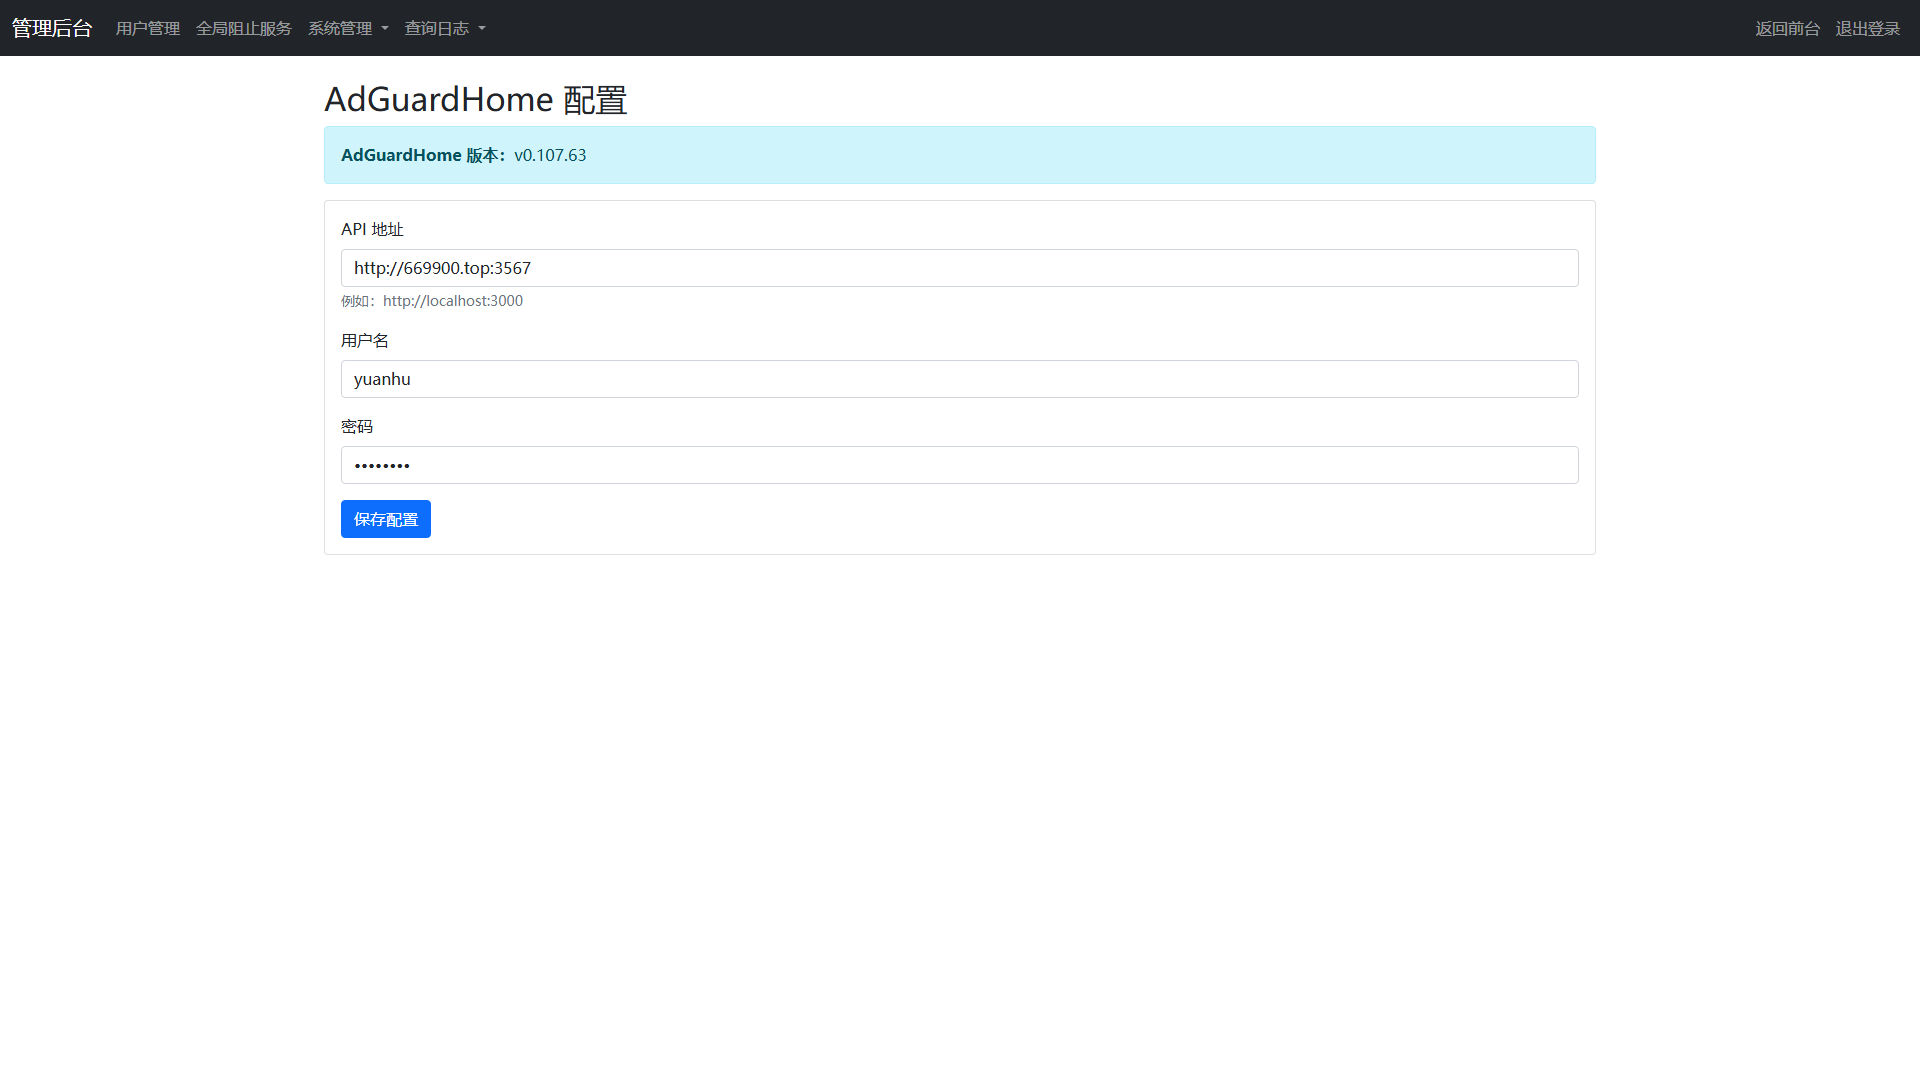 管理后台 用户管理 全局阻止服务 系统管理 查询日志 返回前台 退出登录
AdGuardHome 配置
AdGuardHome 版本：v0.107.63
API 地址
http://669900.top:3567
例如：http://localhost:3000
用户名
yuanhu
密码
••••••••
保存配置